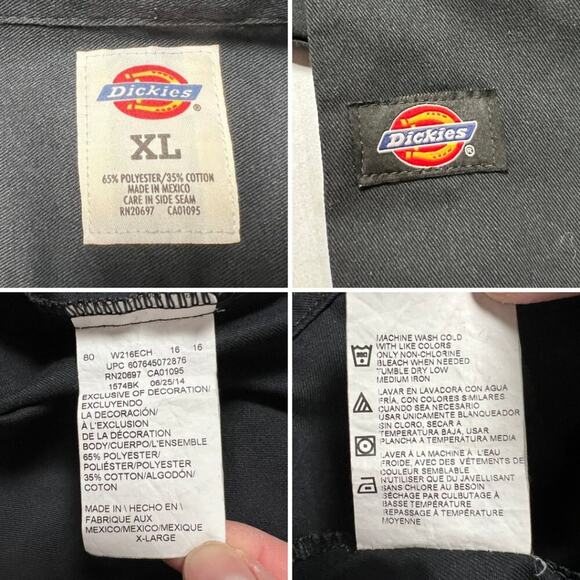 Dickies
®
XL
65% POLYESTER/35% COTTON
MADE IN MEXICO
CARE IN SIDE SEAM
RN20697 CA01095
Dickies
®
80 W216ECH 16 16
UPC 607645072876
RN20697 CA01095
1574BK 06/25/14
EXCLUSIVE OF DECORATION/
EXCLUYENDO
LA DECORACIÓN/
À L'EXCLUSION
DE LA DÉCORATION
BODY/CUERPO/L'ENSEMBLE
65% POLYESTER/
POLIÉSTER/POLYESTER
35% COTTON/ALGODÓN/
COTON
MADE IN \ HECHO EN /
FABRIQUE AUX
MEXICO/MEXICO/MEXIQUE
X-LARGE
MACHINE WASH COLD
WITH LIKE COLORS
ONLY NON-CHLORINE
BLEACH WHEN NEEDED
TUMBLE DRY LOW
MEDIUM IRON
LAVAR EN LAVADORA CON AGUA
FRÍA, CON COLORES SIMILARES
CUANDO SEA NECESARIO
USAR ÚNICAMENTE BLANQUEADOR
SIN CLORO, SECAR A
TEMPERATURA BAJA, USAR
PLANCHA A TEMPERATURA MEDIA
LAVER À LA MACHINE À L'EAU
FROIDE, AVEC DES VÊTEMENTS DE
COULEUR SEMBLABLE
N'UTILISER QUE DU JAVELLISANT
SANS CHLORE AU BESOIN
SÉCHAGE PAR CULBUTAGE À
BASSE TEMPÉRATURE
REPASSAGE À TEMPÉRATURE
MOYENNE